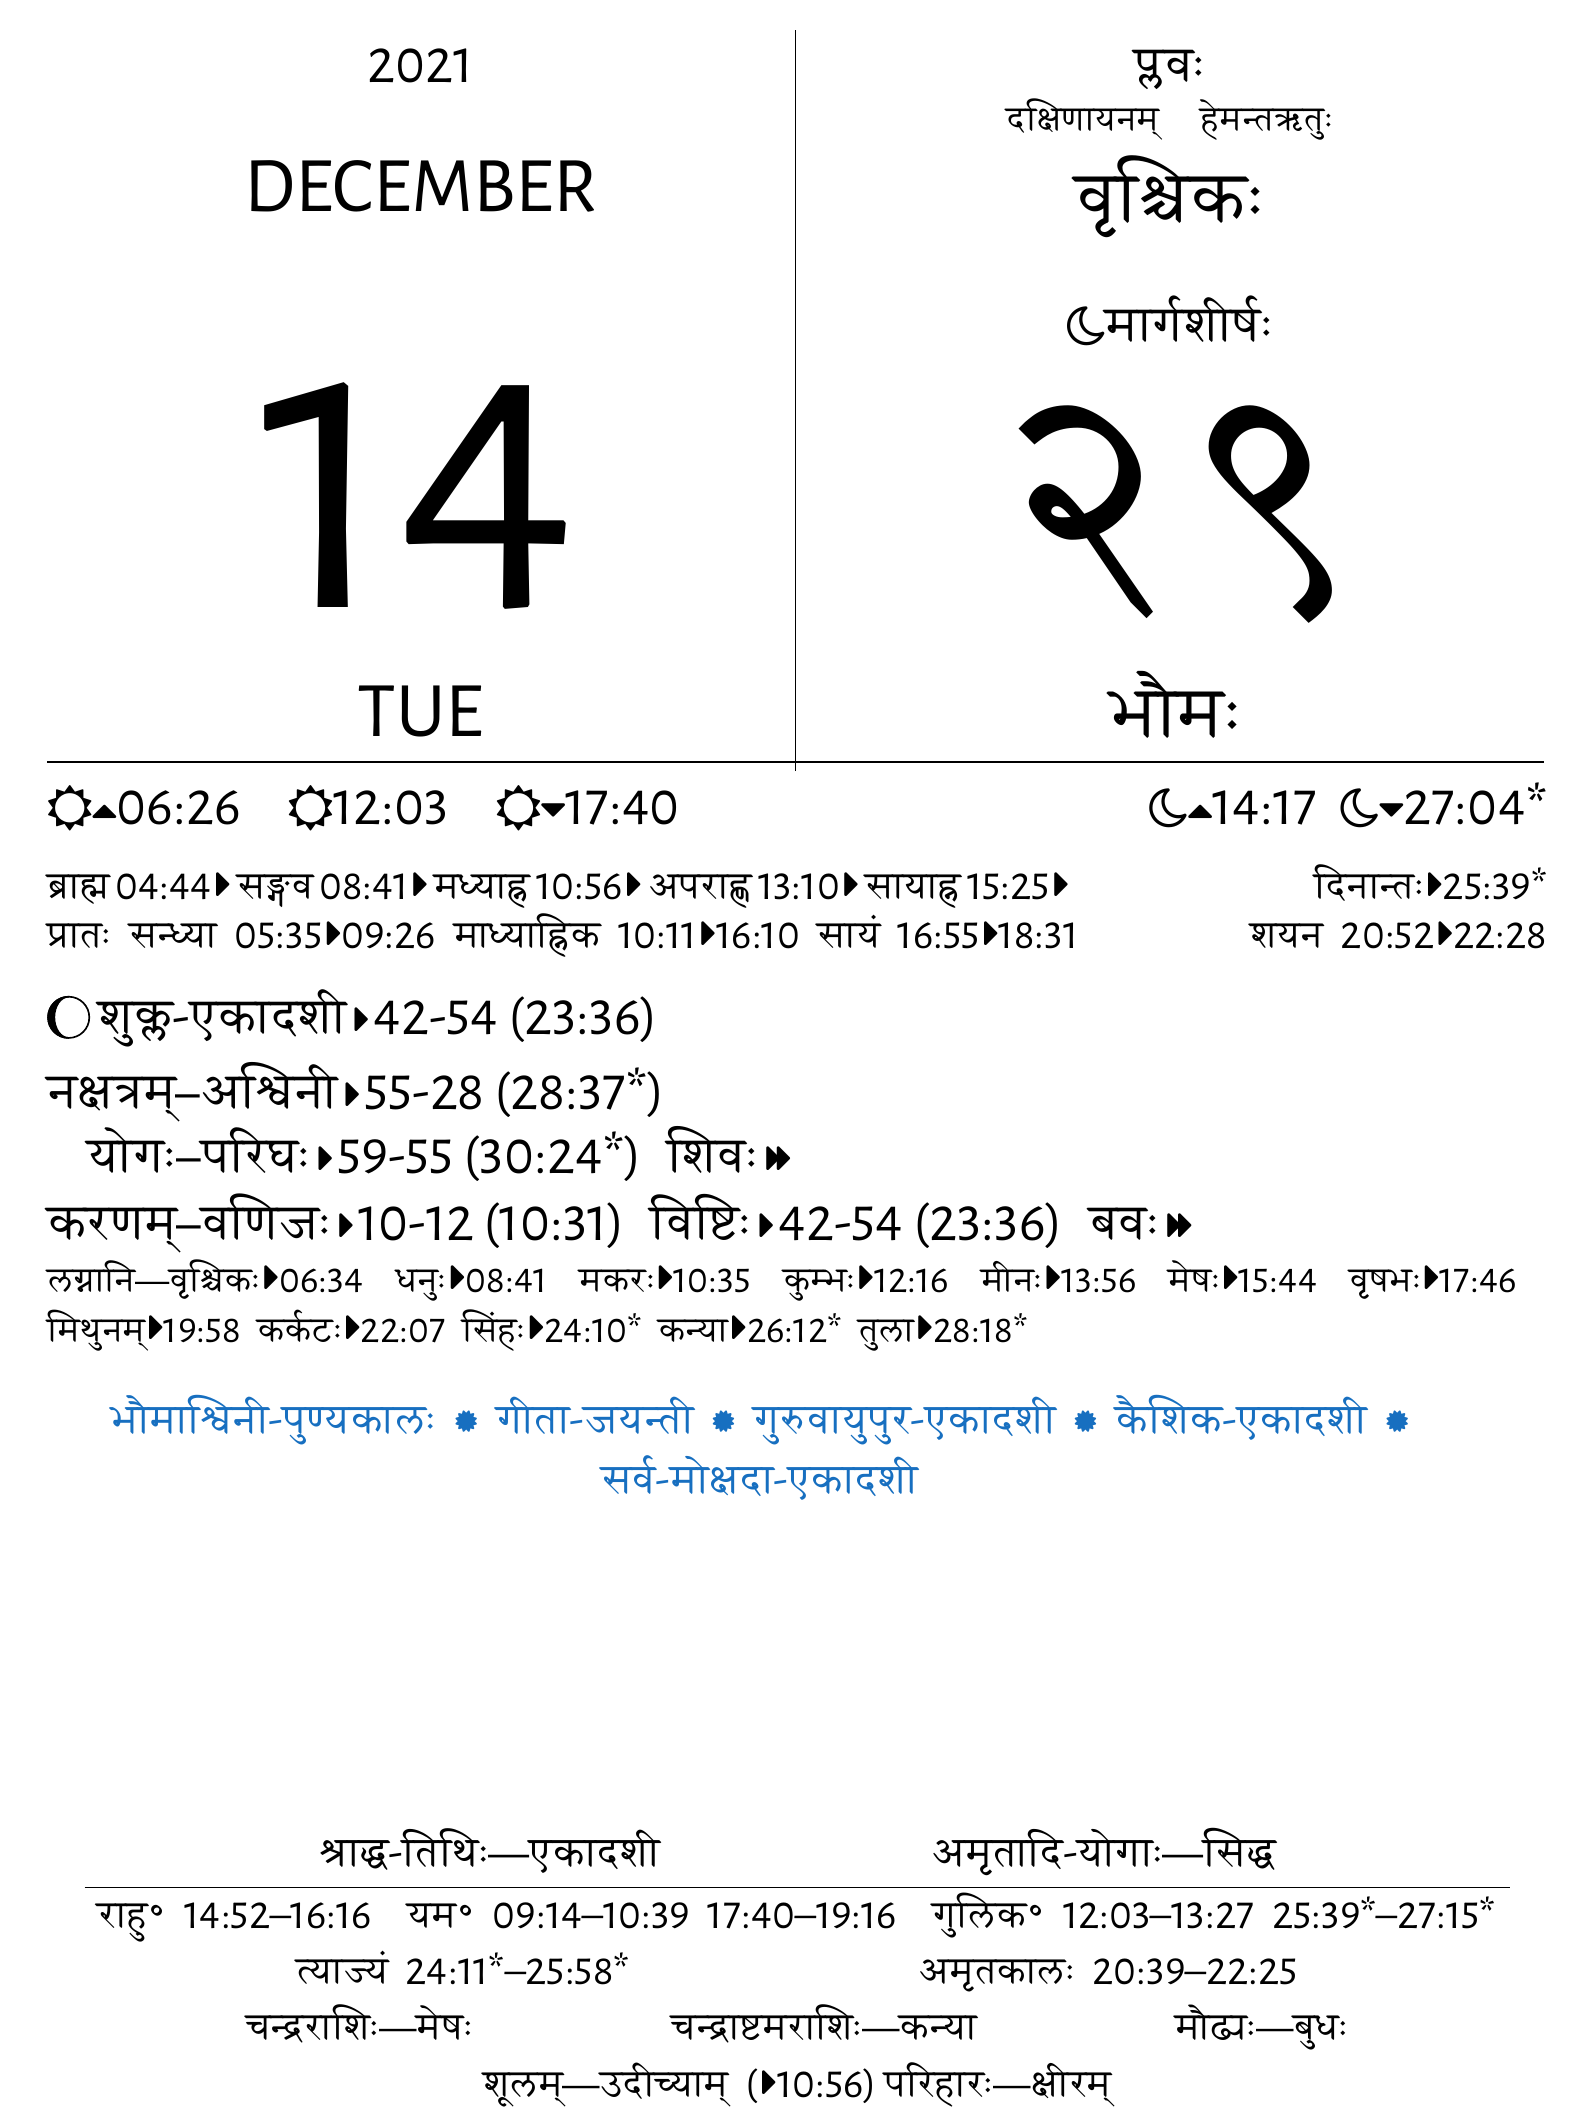 2021
DECEMBER
14
TUE
प्लवः
दक्षिणायनम् हेमन्तऋतुः
वृश्चिकः
मार्गशीर्षः
२९
भौमः
06:26 12:03 17:40 14:17 27:04*
ब्राह्म 04:44 सङ्गव 08:41 मध्याह्न 10:56 अपराह्ण 13:10 सायाह्न 15:25 दिनान्तः 25:39*
प्रातः सन्ध्या 05:35 09:26 माध्याह्निक 10:11 16:10 सायं 16:55 18:31 शयन 20:52 22:28
शुक्ल-एकादशी 42-54 (23:36)
नक्षत्रम्–अश्विनी 55-28 (28:37*)
योगः–परिघः 59-55 (30:24*) शिवः
करणम्–वणिजः 10-12 (10:31) विष्टिः 42-54 (23:36) बवः
लग्नानि—वृश्चिकः 06:34 धनुः 08:41 मकरः 10:35 कुम्भः 12:16 मीनः 13:56 मेषः 15:44 वृषभः 17:46
मिथुनम् 19:58 कर्कटः 22:07 सिंहः 24:10* कन्या 26:12* तुला 28:18*
भौमाश्विनी-पुण्यकालः ✹ गीता-जयन्ती ✹ गुरुवायुपुर-एकादशी ✹ कैशिक-एकादशी ✹
सर्व-मोक्षदा-एकादशी
श्राद्ध-तिथिः—एकादशी अमृतादि-योगाः—सिद्ध
राहु॰ 14:52–16:16 यम॰ 09:14–10:39 17:40–19:16 गुलिक॰ 12:03–13:27 25:39*–27:15*
त्याज्यं 24:11*–25:58* अमृतकालः 20:39–22:25
चन्द्रराशिः—मेषः चन्द्राष्टमराशिः—कन्या मौढ्यः—बुधः
शूलम्—उदीच्याम् (10:56) परिहारः—क्षीरम्